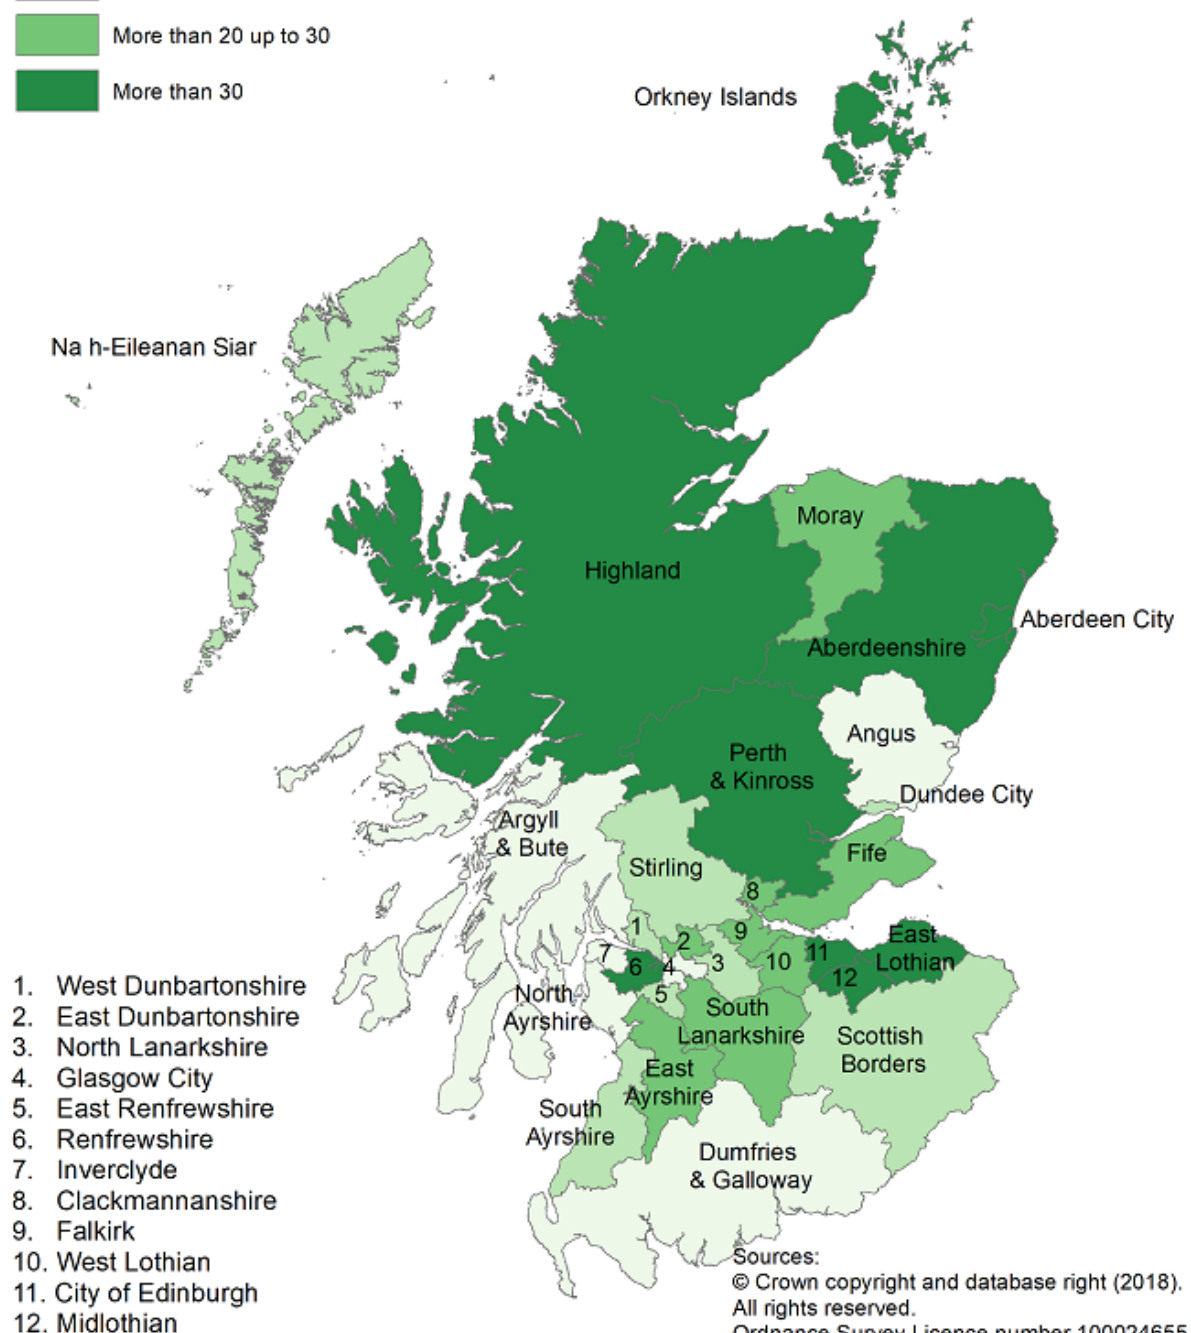 More than 20 up to 30
More than 30
Orkney Islands
Na h-Eileanan Siar
Moray
Highland
Aberdeen City
Aberdeenshire
Angus
Perth
& Kinross
Dundee City
Argyll
& Bute
Fife
Stirling
8
1
2
9
East
Lothian
7
6
4
3
10
11
12
5
North
Ayrshire
South
Lanarkshire
Scottish
Borders
East
Ayrshire
South
Ayrshire
Dumfries
& Galloway
1. West Dunbartonshire
2. East Dunbartonshire
3. North Lanarkshire
4. Glasgow City
5. East Renfrewshire
6. Renfrewshire
7. Inverclyde
8. Clackmannanshire
9. Falkirk
10. West Lothian
11. City of Edinburgh
12. Midlothian
Sources:
© Crown copyright and database right (2018).
All rights reserved.
Ordnance Survey Licence number 100024655